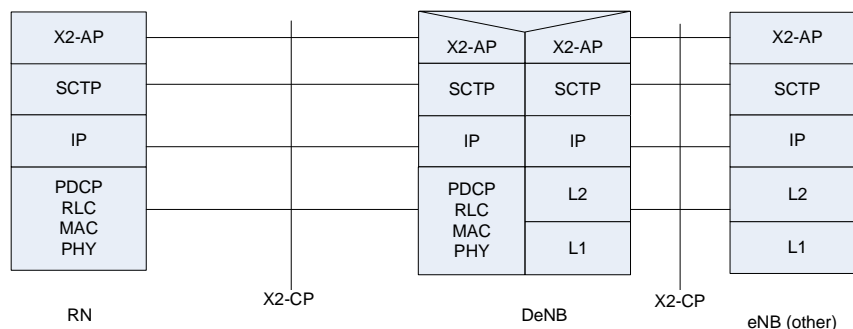 X2-AP
SCTP
IP
PDCP
RLC
MAC
PHY
RN
X2-CP
X2-AP X2-AP
SCTP SCTP
IP IP
PDCP
RLC
MAC
PHY
L2
L1
DeNB
X2-CP
X2-AP
SCTP
IP
L2
L1
eNB (other)